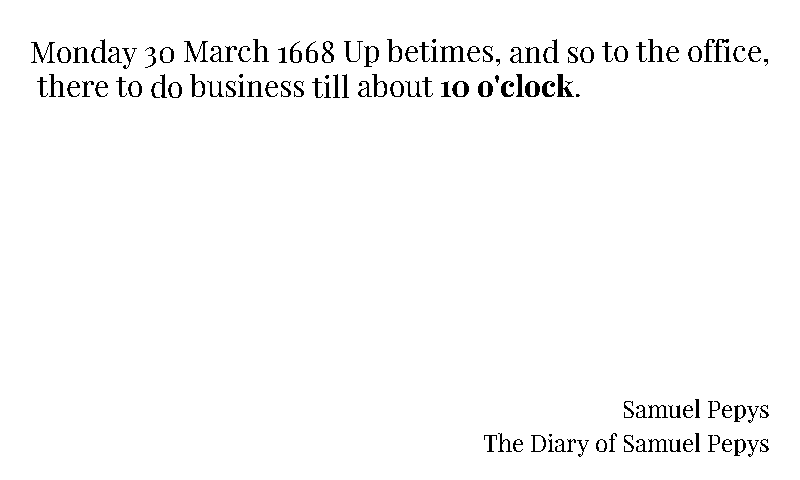 Monday 30 March 1668 Up betimes, and so to the office,
there to do business till about 10 o'clock.
Samuel Pepys
The Diary of Samuel Pepys